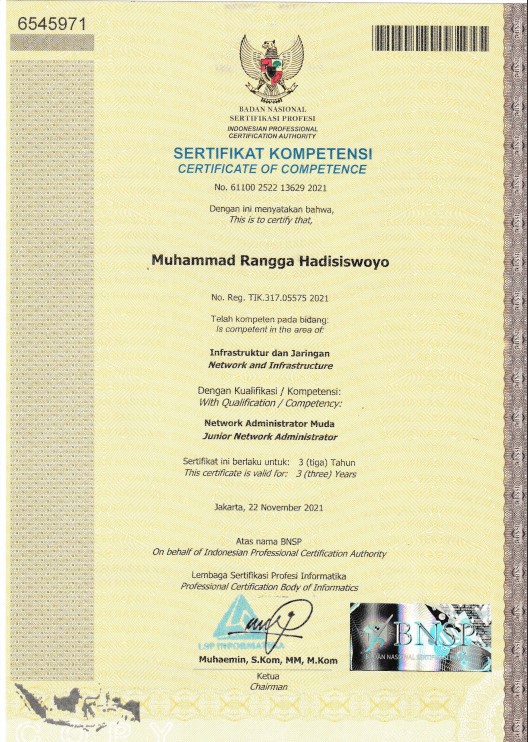 6545971
BADAN NASIONAL
SERTIFIKASI PROFESI
INDONESIAN PROFESSIONAL
CERTIFICATION AUTHORITY
SERTIFIKAT KOMPETENSI
CERTIFICATE OF COMPETENCE
No. 61100 2522 13629 2021
Dengan ini menyatakan bahwa,
This is to certify that,
Muhammad Rangga Hadisiswoyo
No. Reg. TIK.317.05575 2021
Telah kompeten pada bidang:
Is competent in the area of:
Infrastruktur dan Jaringan
Network and Infrastructure
Dengan Kualifikasi / Kompetensi:
With Qualification / Competency:
Network Administrator Muda
Junior Network Administrator
Sertifikat ini berlaku untuk: 3 (tiga) Tahun
This certificate is valid for: 3 (three) Years
Jakarta, 22 November 2021
Atas nama BNSP
On behalf of Indonesian Professional Certification Authority
Lembaga Sertifikasi Profesi Informatika
Professional Certification Body of Informatics
LSP INFORMATIKA
BNSP
Muhaemin, S.Kom, MM, M.Kom
Ketua
Chairman
COPY